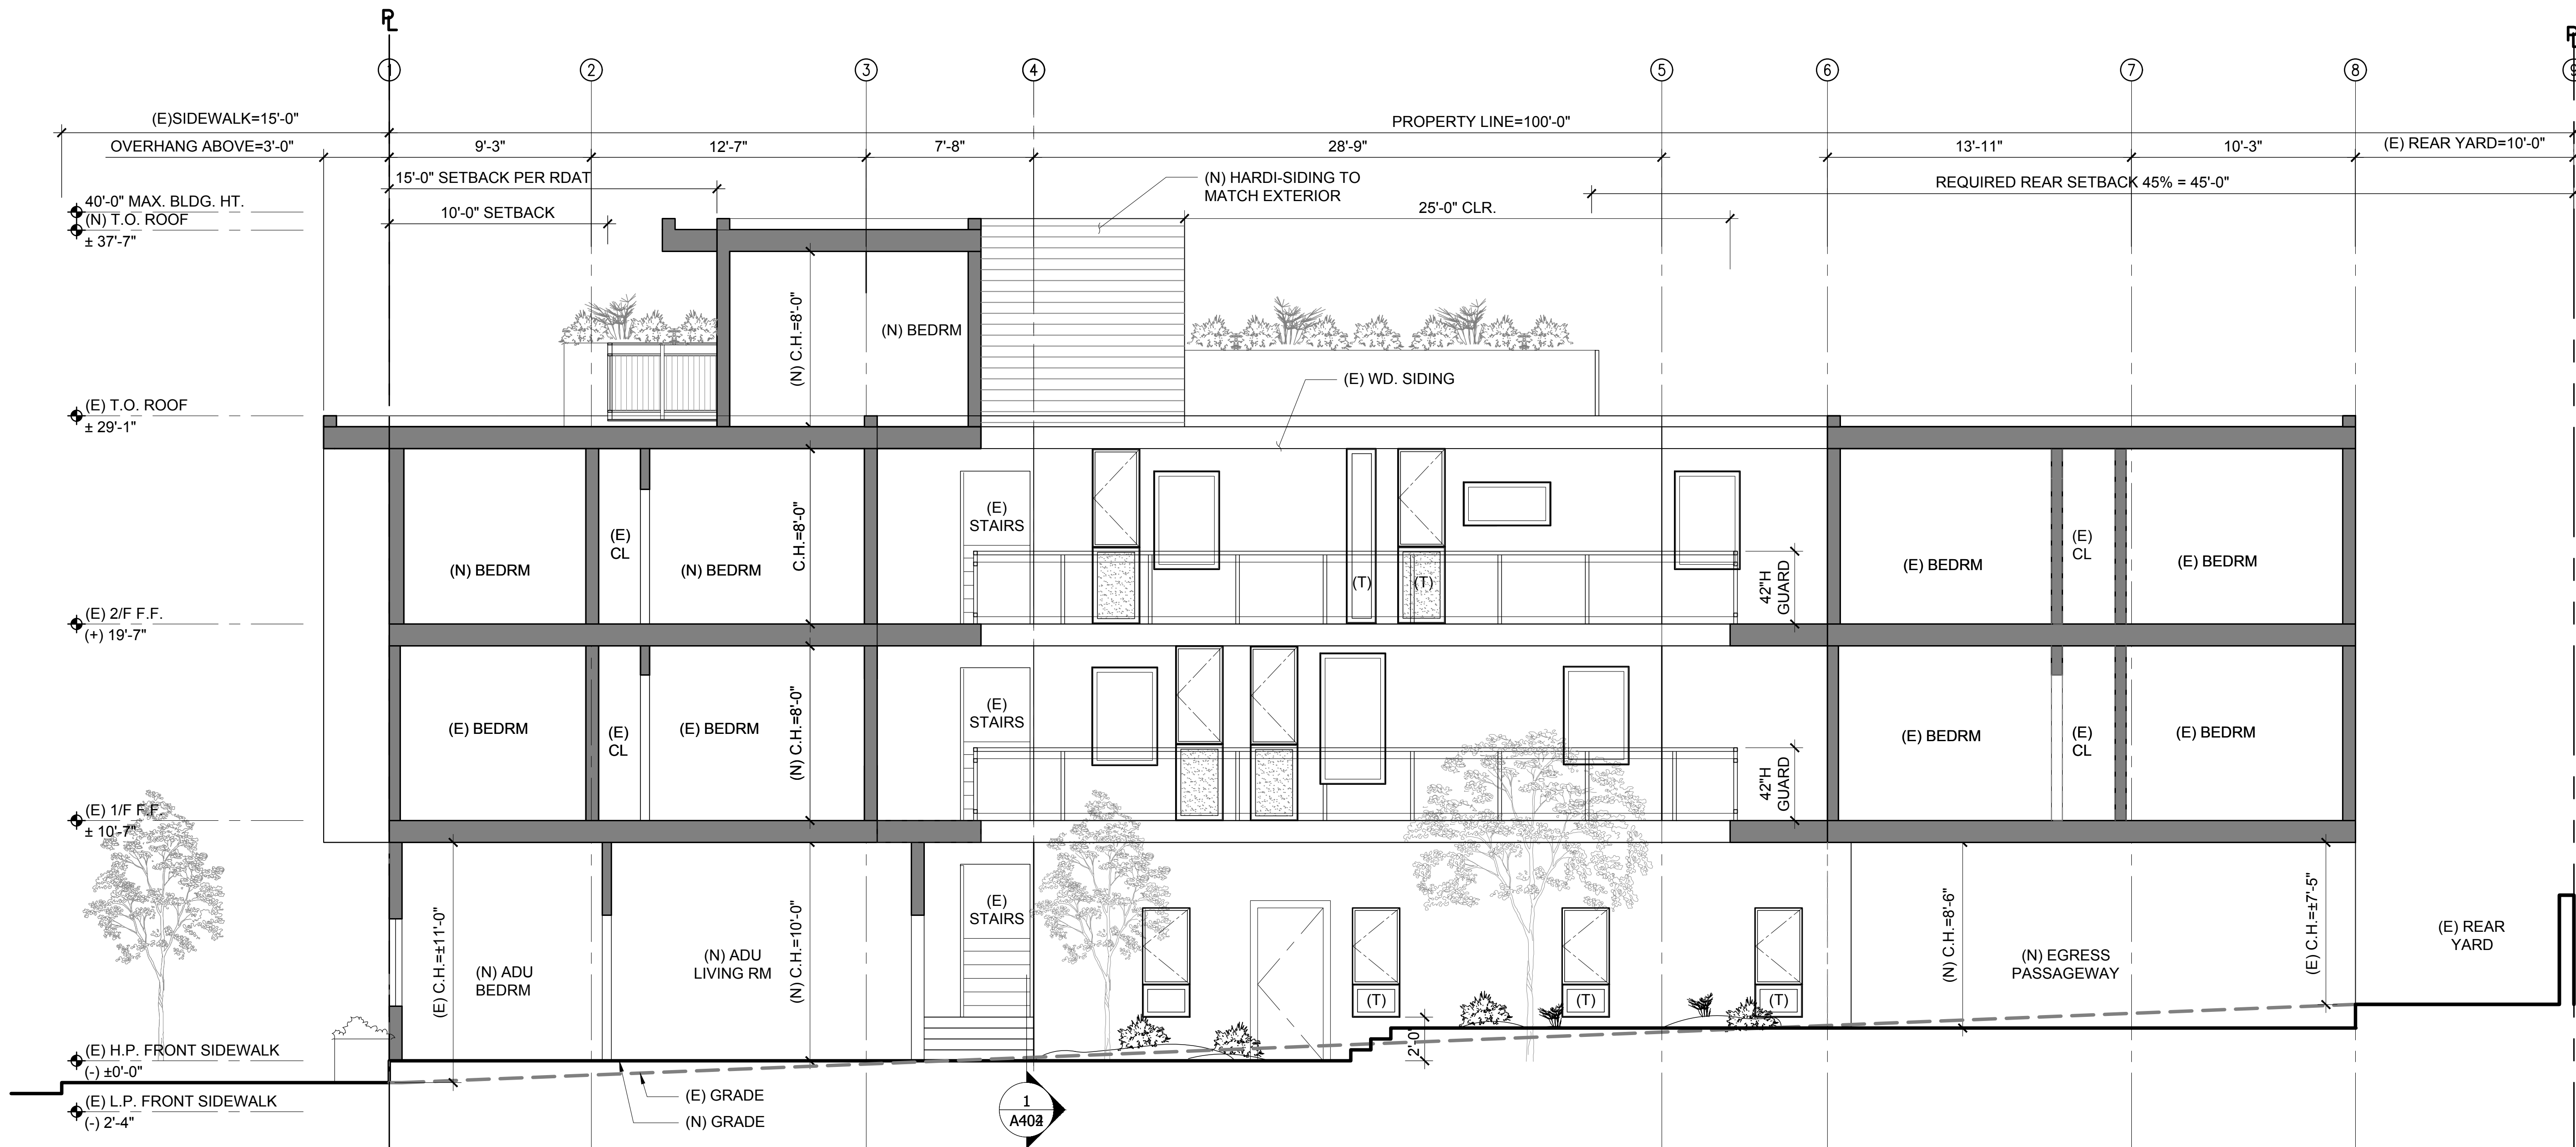 PL
PL
1
2
3
4
5
6
7
8
(E)SIDEWALK=15'-0"
PROPERTY LINE=100'-0"
OVERHANG ABOVE=3'-0"
9'-3"
12'-7"
7'-8"
28'-9"
13'-11"
10'-3"
(E) REAR YARD=10'-0"
15'-0" SETBACK PER RDAT
(N) HARDI-SIDING TO
MATCH EXTERIOR
REQUIRED REAR SETBACK 45% = 45'-0"
40'-0" MAX. BLDG. HT.
10'-0" SETBACK
25'-0" CLR.
(N) T.O. ROOF
± 37'-7"
(N) C.H.=8'-0"
(N) BEDRM
(E) WD. SIDING
(E) T.O. ROOF
± 29'-1"
(N) BEDRM
(E)
CL
(N) BEDRM
C.H.=8'-0"
(E)
STAIRS
(T)
(T)
42"H
GUARD
(E) BEDRM
(E)
CL
(E) BEDRM
(E) 2/F F.F.
(+) 19'-7"
(E) BEDRM
(E)
CL
(E) BEDRM
(N) C.H.=8'-0"
(E)
STAIRS
42"H
GUARD
(E) BEDRM
(E)
CL
(E) BEDRM
(E) 1/F F.F.
± 10'-7"
(E) C.H.=±11'-0"
(N) ADU
BEDRM
(N) ADU
LIVING RM
(N) C.H.=10'-0"
(E)
STAIRS
(T)
(T)
(T)
2'-0"
(N) C.H.=8'-6"
(N) EGRESS
PASSAGEWAY
(E) C.H.=±7'-5"
(E) REAR
YARD
(E) H.P. FRONT SIDEWALK
(-) ±0'-0"
(E) L.P. FRONT SIDEWALK
(-) 2'-4"
(E) GRADE
(N) GRADE
1